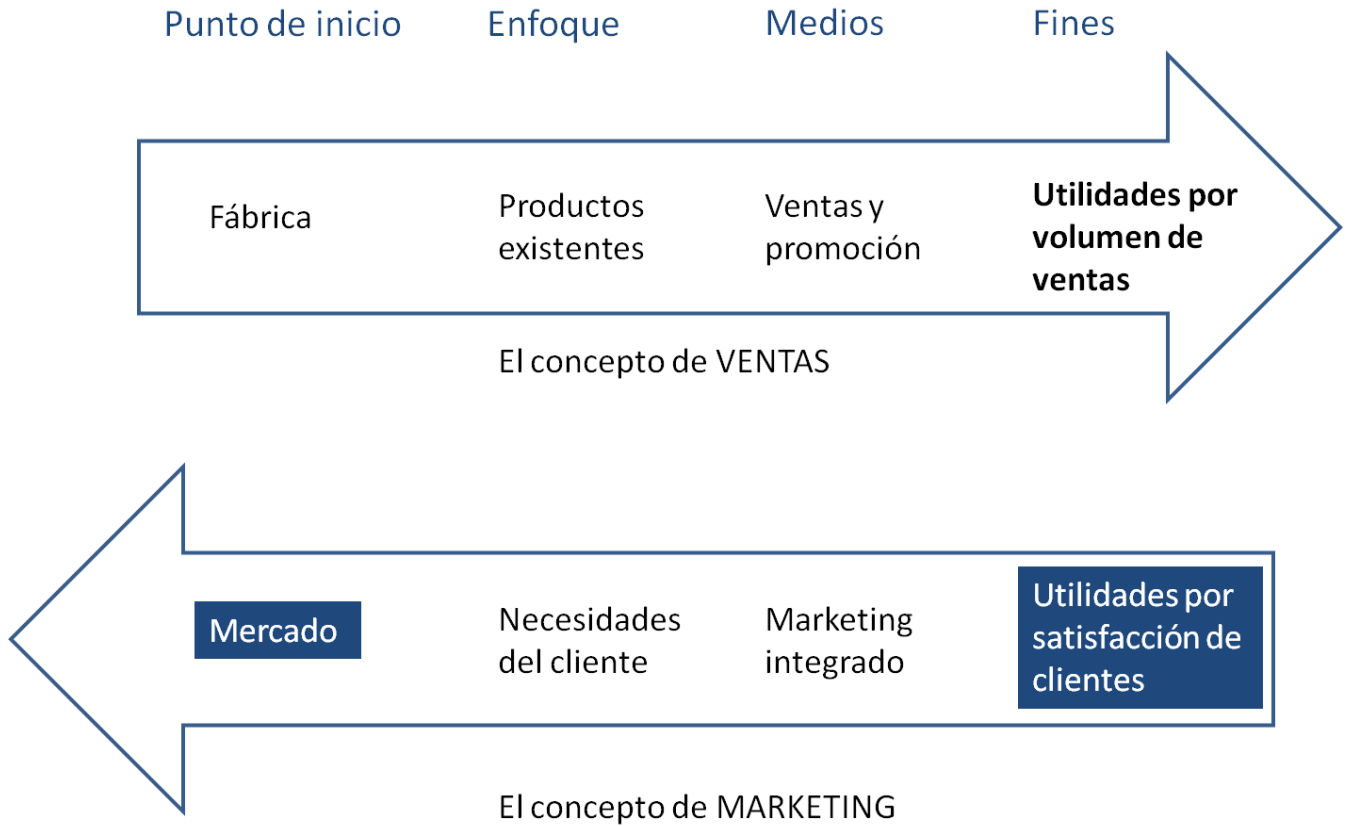 Punto de inicio Enfoque Medios Fines
Fábrica
Productos
existentes
Ventas y
promoción
Utilidades por
volumen de
ventas
El concepto de VENTAS
Mercado
Necesidades
del cliente
Marketing
integrado
Utilidades por
satisfacción de
clientes
El concepto de MARKETING